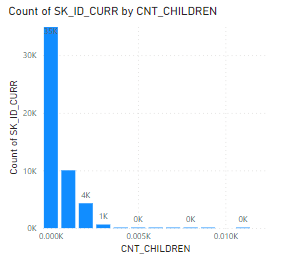 Count of SK_ID_CURR by CNT_CHILDREN
Count of SK_ID_CURR
30K
20K
10K
0K
4K
1K
0K
0K
0K
0.000K
0.005K
0.010K
CNT_CHILDREN